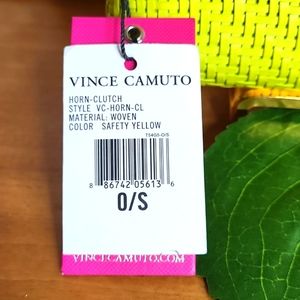 VINCE CAMUTO
HORN-CLUTCH
STYLE VC-HORN-CL
MATERIAL: WOVEN
COLOR SAFETY YELLOW
754G5-O/S
8 86742 05613 6
O/S
VINCECAMUTO.COM